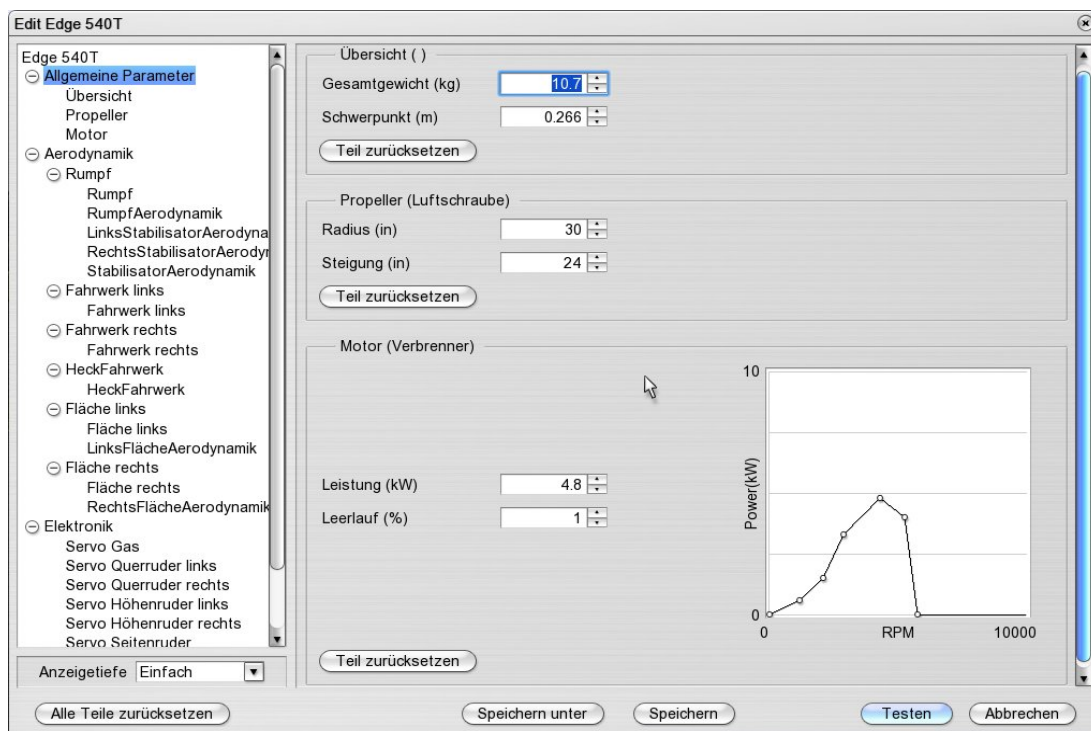 Edit Edge 540T
Edge 540T
Allgemeine Parameter
Übersicht
Propeller
Motor
Aerodynamik
Rumpf
Rumpf
RumpfAerodynamik
LinksStabilisatorAerodyna
RechtsStabilisatorAerodyr
StabilisatorAerodynamik
Fahrwerk links
Fahrwerk links
Fahrwerk rechts
Fahrwerk rechts
HeckFahrwerk
HeckFahrwerk
Fläche links
Fläche links
LinksFlächeAerodynamik
Fläche rechts
Fläche rechts
RechtsFlächeAerodynamik
Elektronik
Servo Gas
Servo Querruder links
Servo Querruder rechts
Servo Höhenruder links
Servo Höhenruder rechts
Servo Seitenruder
Anzeigetiefe Einfach
Übersicht ( )
Gesamtgewicht (kg) 10.7
Schwerpunkt (m) 0.266
Teil zurücksetzen
Propeller (Luftschraube)
Radius (in) 30
Steigung (in) 24
Teil zurücksetzen
Motor (Verbrenner)
Leistung (kW) 4.8
Leerlauf (%) 1
10
Power(kW)
0
0 RPM 10000
Teil zurücksetzen
Alle Teile zurücksetzen Speichern unter Speichern Testen Abbrechen